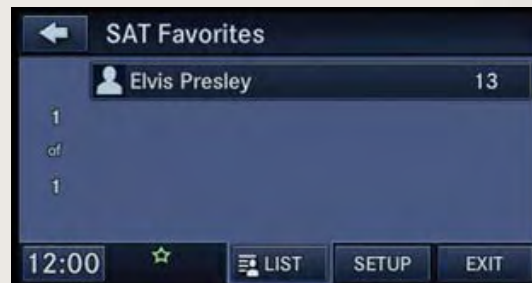 SAT Favorites
Elvis Presley 13
1
of
1
12:00 LIST SETUP EXIT